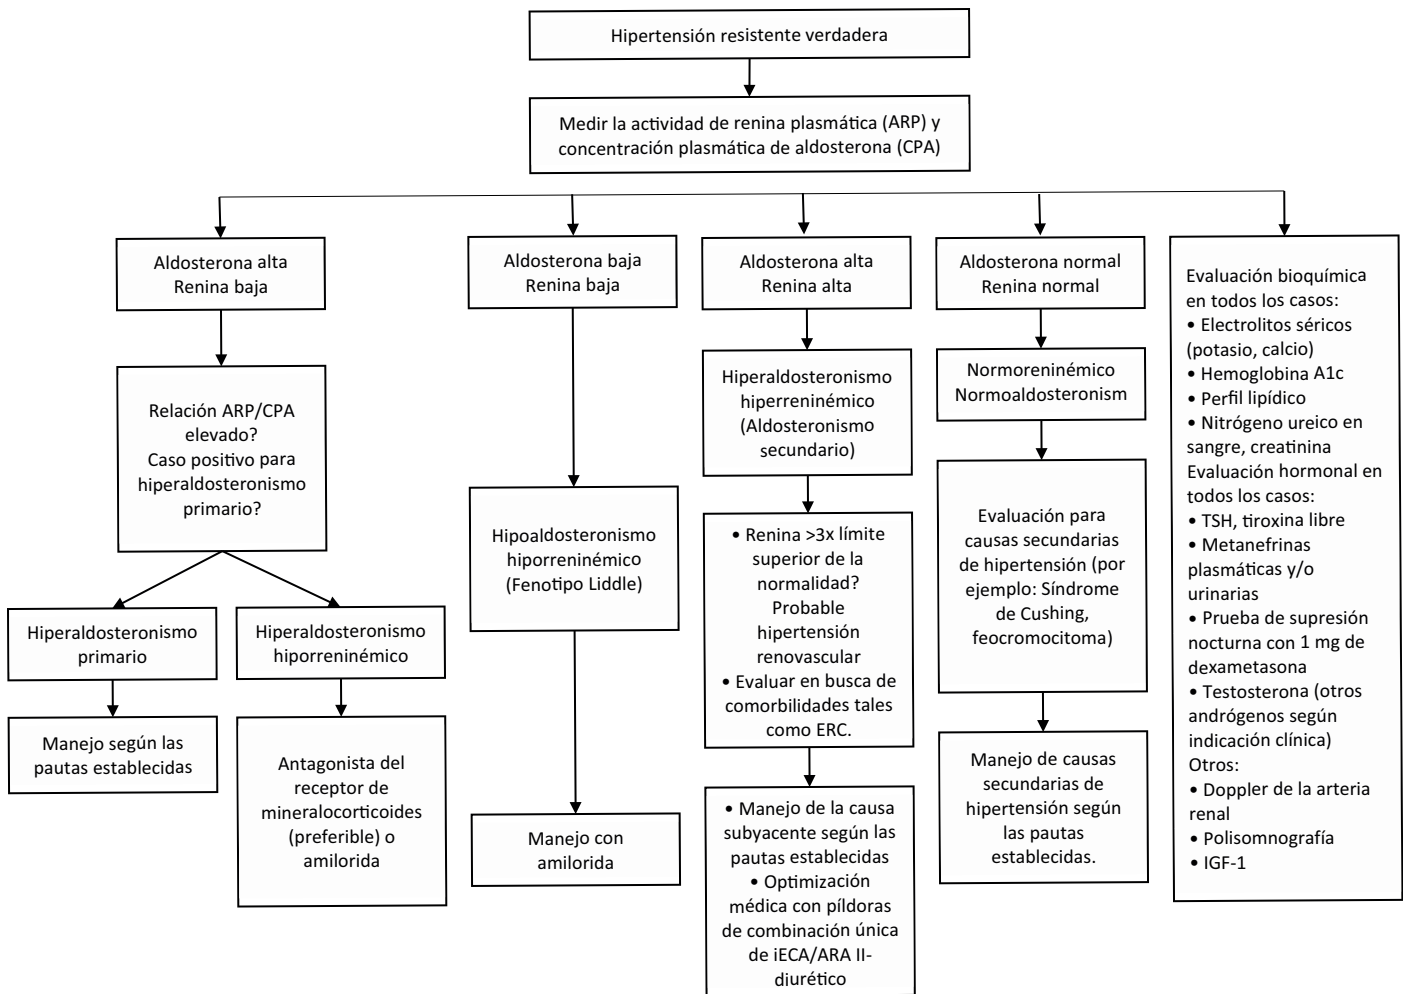 Hipertensión resistente verdadera
Medir la actividad de renina plasmática (ARP) y
concentración plasmática de aldosterona (CPA)
Aldosterona alta
Renina baja
Relación ARP/CPA
elevado?
Caso positivo para
hiperaldosteronismo
primario?
Hiperaldosteronismo
primario
Manejo según las
pautas establecidas
Hiperaldosteronismo
hiporreninémico
Antagonista del
receptor de
mineralocorticoides
(preferible) o
amilorida
Aldosterona baja
Renina baja
Hipoaldosteronismo
hiporreninémico
(Fenotipo Liddle)
Manejo con
amilorida
Aldosterona alta
Renina alta
Hiperaldosteronismo
hiperreninémico
(Aldosteronismo
secundario)
• Renina >3x límite
superior de la
normalidad?
Probable
hipertensión
renovascular
• Evaluar en busca de
comorbilidades tales
como ERC.
• Manejo de la causa
subyacente según las
pautas establecidas
• Optimización
médica con píldoras
de combinación única
de iECA/ARA II-
diurético
Aldosterona normal
Renina normal
Normoreninémico
Normoaldosteronism
Evaluación para
causas secundarias
de hipertensión (por
ejemplo: Síndrome
de Cushing,
feocromocitoma)
Manejo de causas
secundarias de
hipertensión según
las pautas
establecidas.
Evaluación bioquímica
en todos los casos:
• Electrolitos séricos
(potasio, calcio)
• Hemoglobina A1c
• Perfil lipídico
• Nitrógeno ureico en
sangre, creatinina
Evaluación hormonal en
todos los casos:
• TSH, tiroxina libre
• Metanefrinas
plasmáticas y/o
urinarias
• Prueba de supresión
nocturna con 1 mg de
dexametasona
• Testosterona (otros
andrógenos según
indicación clínica)
Otros:
• Doppler de la arteria
renal
• Polisomnografía
• IGF-1